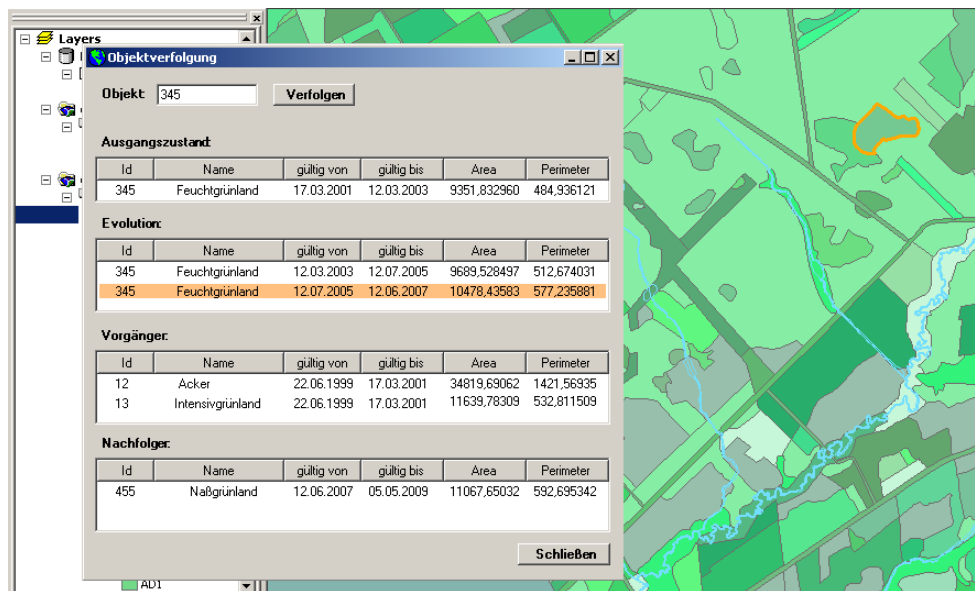 Layers
Objektverfolgung
Objekt: 345 Verfolgen
Ausgangszustand:
Id Name gültig von gültig bis Area Perimeter
345 Feuchtgrünland 17.03.2001 12.03.2003 9351,832960 484,936121
Evolution:
Id Name gültig von gültig bis Area Perimeter
345 Feuchtgrünland 12.03.2003 12.07.2005 9689,528497 512,674031
345 Feuchtgrünland 12.07.2005 12.06.2007 10478,43583 577,235881
Vorgänger:
Id Name gültig von gültig bis Area Perimeter
12 Acker 22.06.1999 17.03.2001 34819,69062 1421,56935
13 Intensivgrünland 22.06.1999 17.03.2001 11639,78309 532,811509
Nachfolger:
Id Name gültig von gültig bis Area Perimeter
455 Naßgrünland 12.06.2007 05.05.2009 11067,65032 592,695342
Schließen
AD1